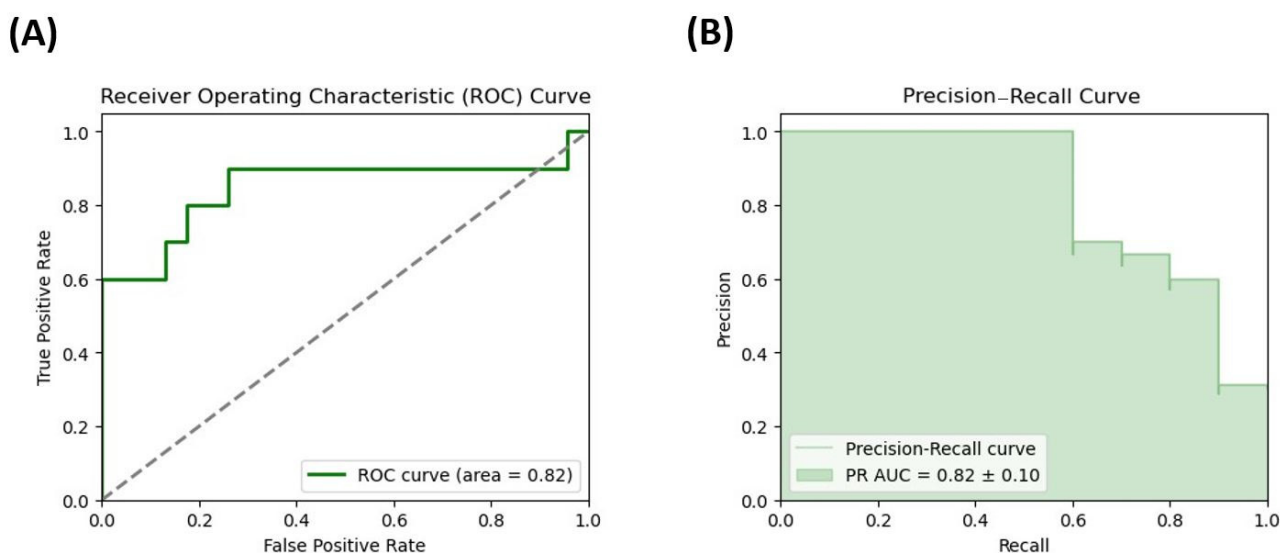 (A)
Receiver Operating Characteristic (ROC) Curve
1.0
0.8
0.6
0.4
0.2
0.0
True Positive Rate
ROC curve (area = 0.82)
0.0 0.2 0.4 0.6 0.8 1.0
False Positive Rate
(B)
Precision–Recall Curve
1.0
0.8
0.6
0.4
0.2
0.0
Precision
Precision-Recall curve
PR AUC = 0.82 ± 0.10
0.0 0.2 0.4 0.6 0.8 1.0
Recall